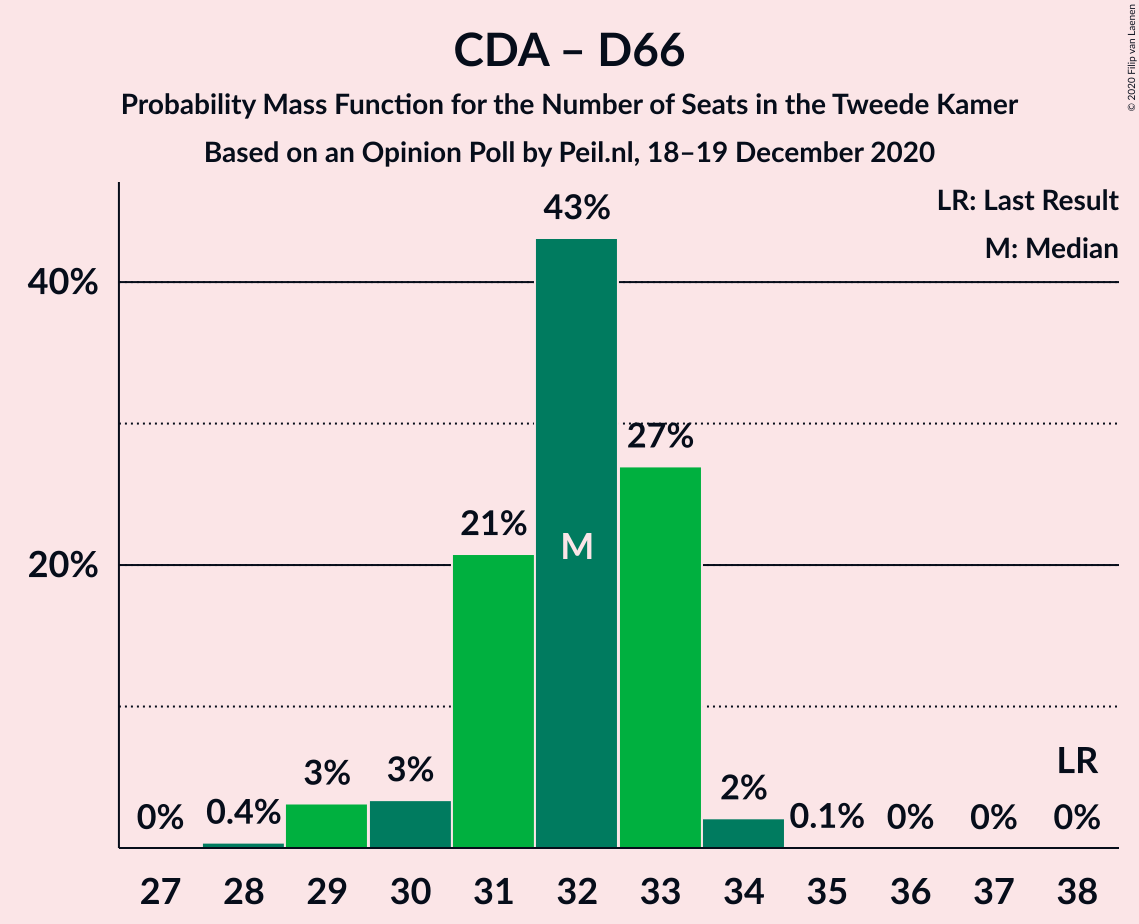 CDA – D66
Probability Mass Function for the Number of Seats in the Tweede Kamer
Based on an Opinion Poll by Peil.nl, 18–19 December 2020
© 2020 Filip van Laenen
LR: Last Result
M: Median
40%
20%
0%
0.4%
3%
3%
21%
43%
M
27%
2%
0.1%
0%
0%
LR
0%
27 28 29 30 31 32 33 34 35 36 37 38